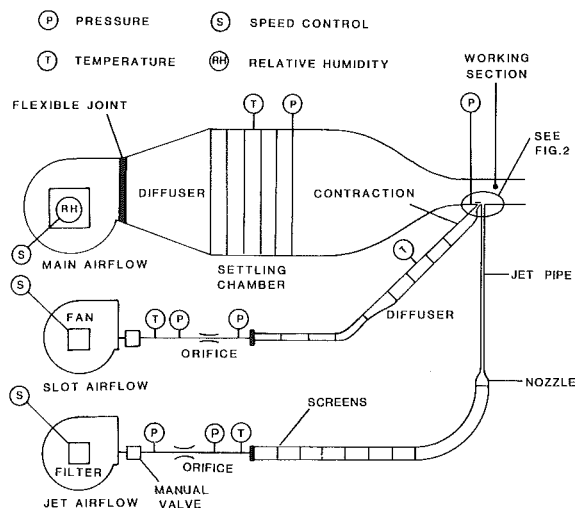 P PRESSURE
S SPEED CONTROL
T TEMPERATURE
RH RELATIVE HUMIDITY
WORKING
SECTION
FLEXIBLE JOINT
T
P
P
SEE
FIG.2
DIFFUSER
CONTRACTION
RH
S
MAIN AIRFLOW
SETTLING
CHAMBER
T
JET PIPE
DIFFUSER
S
FAN
T
P
P
ORIFICE
SLOT AIRFLOW
NOZZLE
S
SCREENS
P
P
T
FILTER
ORIFICE
MANUAL
VALVE
JET AIRFLOW